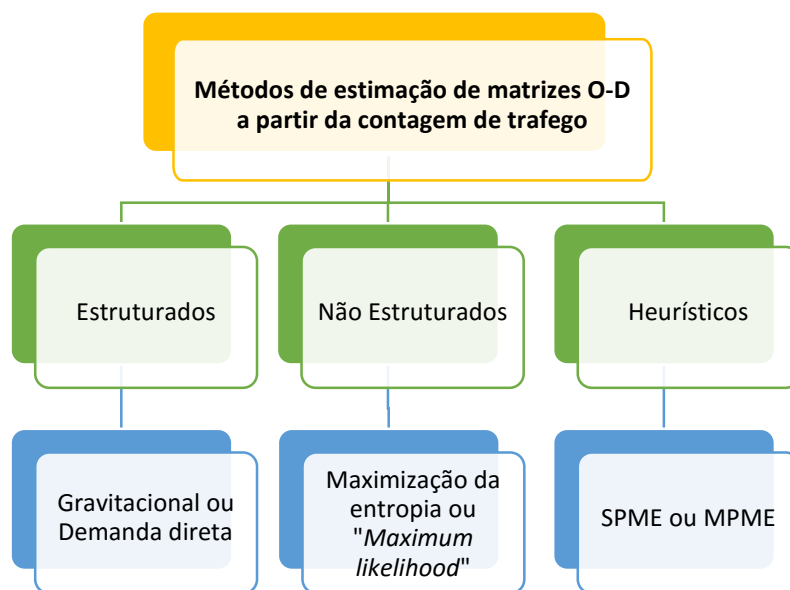 Métodos de estimação de matrizes O-D
a partir da contagem de trafego
Estruturados
Não Estruturados
Heurísticos
Gravitacional ou
Demanda direta
Maximização da
entropia ou
"Maximum
likelihood"
SPME ou MPME